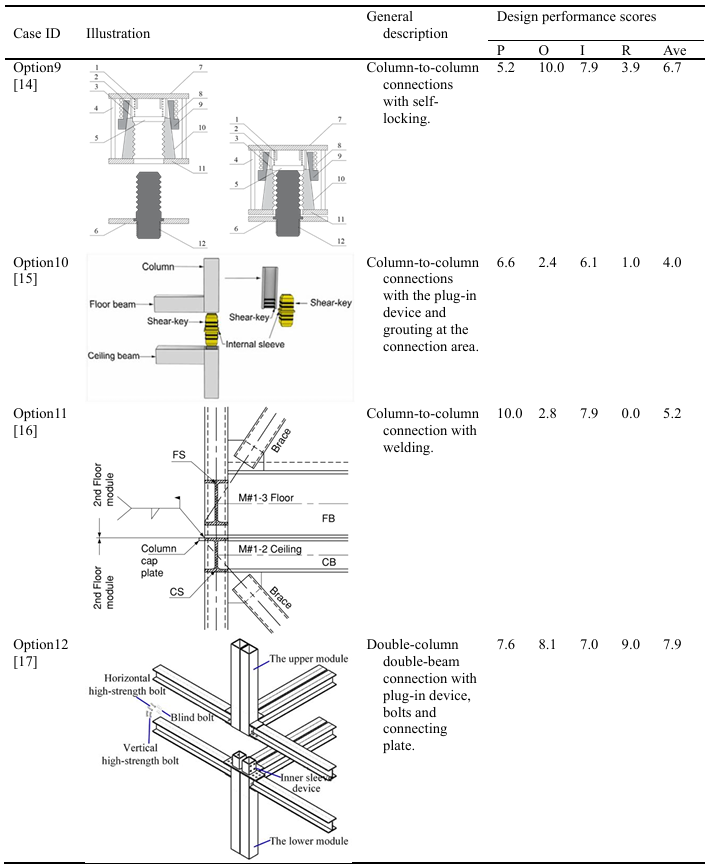 General description
Design performance scores
Case ID
Illustration
P O I R Ave
Option9
[14]
1
2
3
4
5
6
7
8
9
10
11
12
1
2
3
4
5
6
7
8
9
10
11
12
Column-to-column
connections
with self-
locking.
5.2 10.0 7.9 3.9 6.7
Option10
[15]
Column
Floor beam
Shear-key
Ceiling beam
Shear-key
Shear-key
Internal sleeve
Column-to-column
connections
with the plug-in
device and
grouting at the
connection area.
6.6 2.4 6.1 1.0 4.0
Option11
[16]
2nd Floor
module
2nd Floor
module
FS
Brace
M#1-3 Floor
FB
M#1-2 Ceiling
CB
Column
cap
plate
CS
Brace
Column-to-column
connection with
welding.
10.0 2.8 7.9 0.0 5.2
Option12
[17]
The upper module
Horizontal
high-strength bolt
Blind bolt
Vertical
high-strength bolt
Inner sleeve
device
The lower module
Double-column
double-beam
connection with
plug-in device,
bolts and
connecting
plate.
7.6 8.1 7.0 9.0 7.9